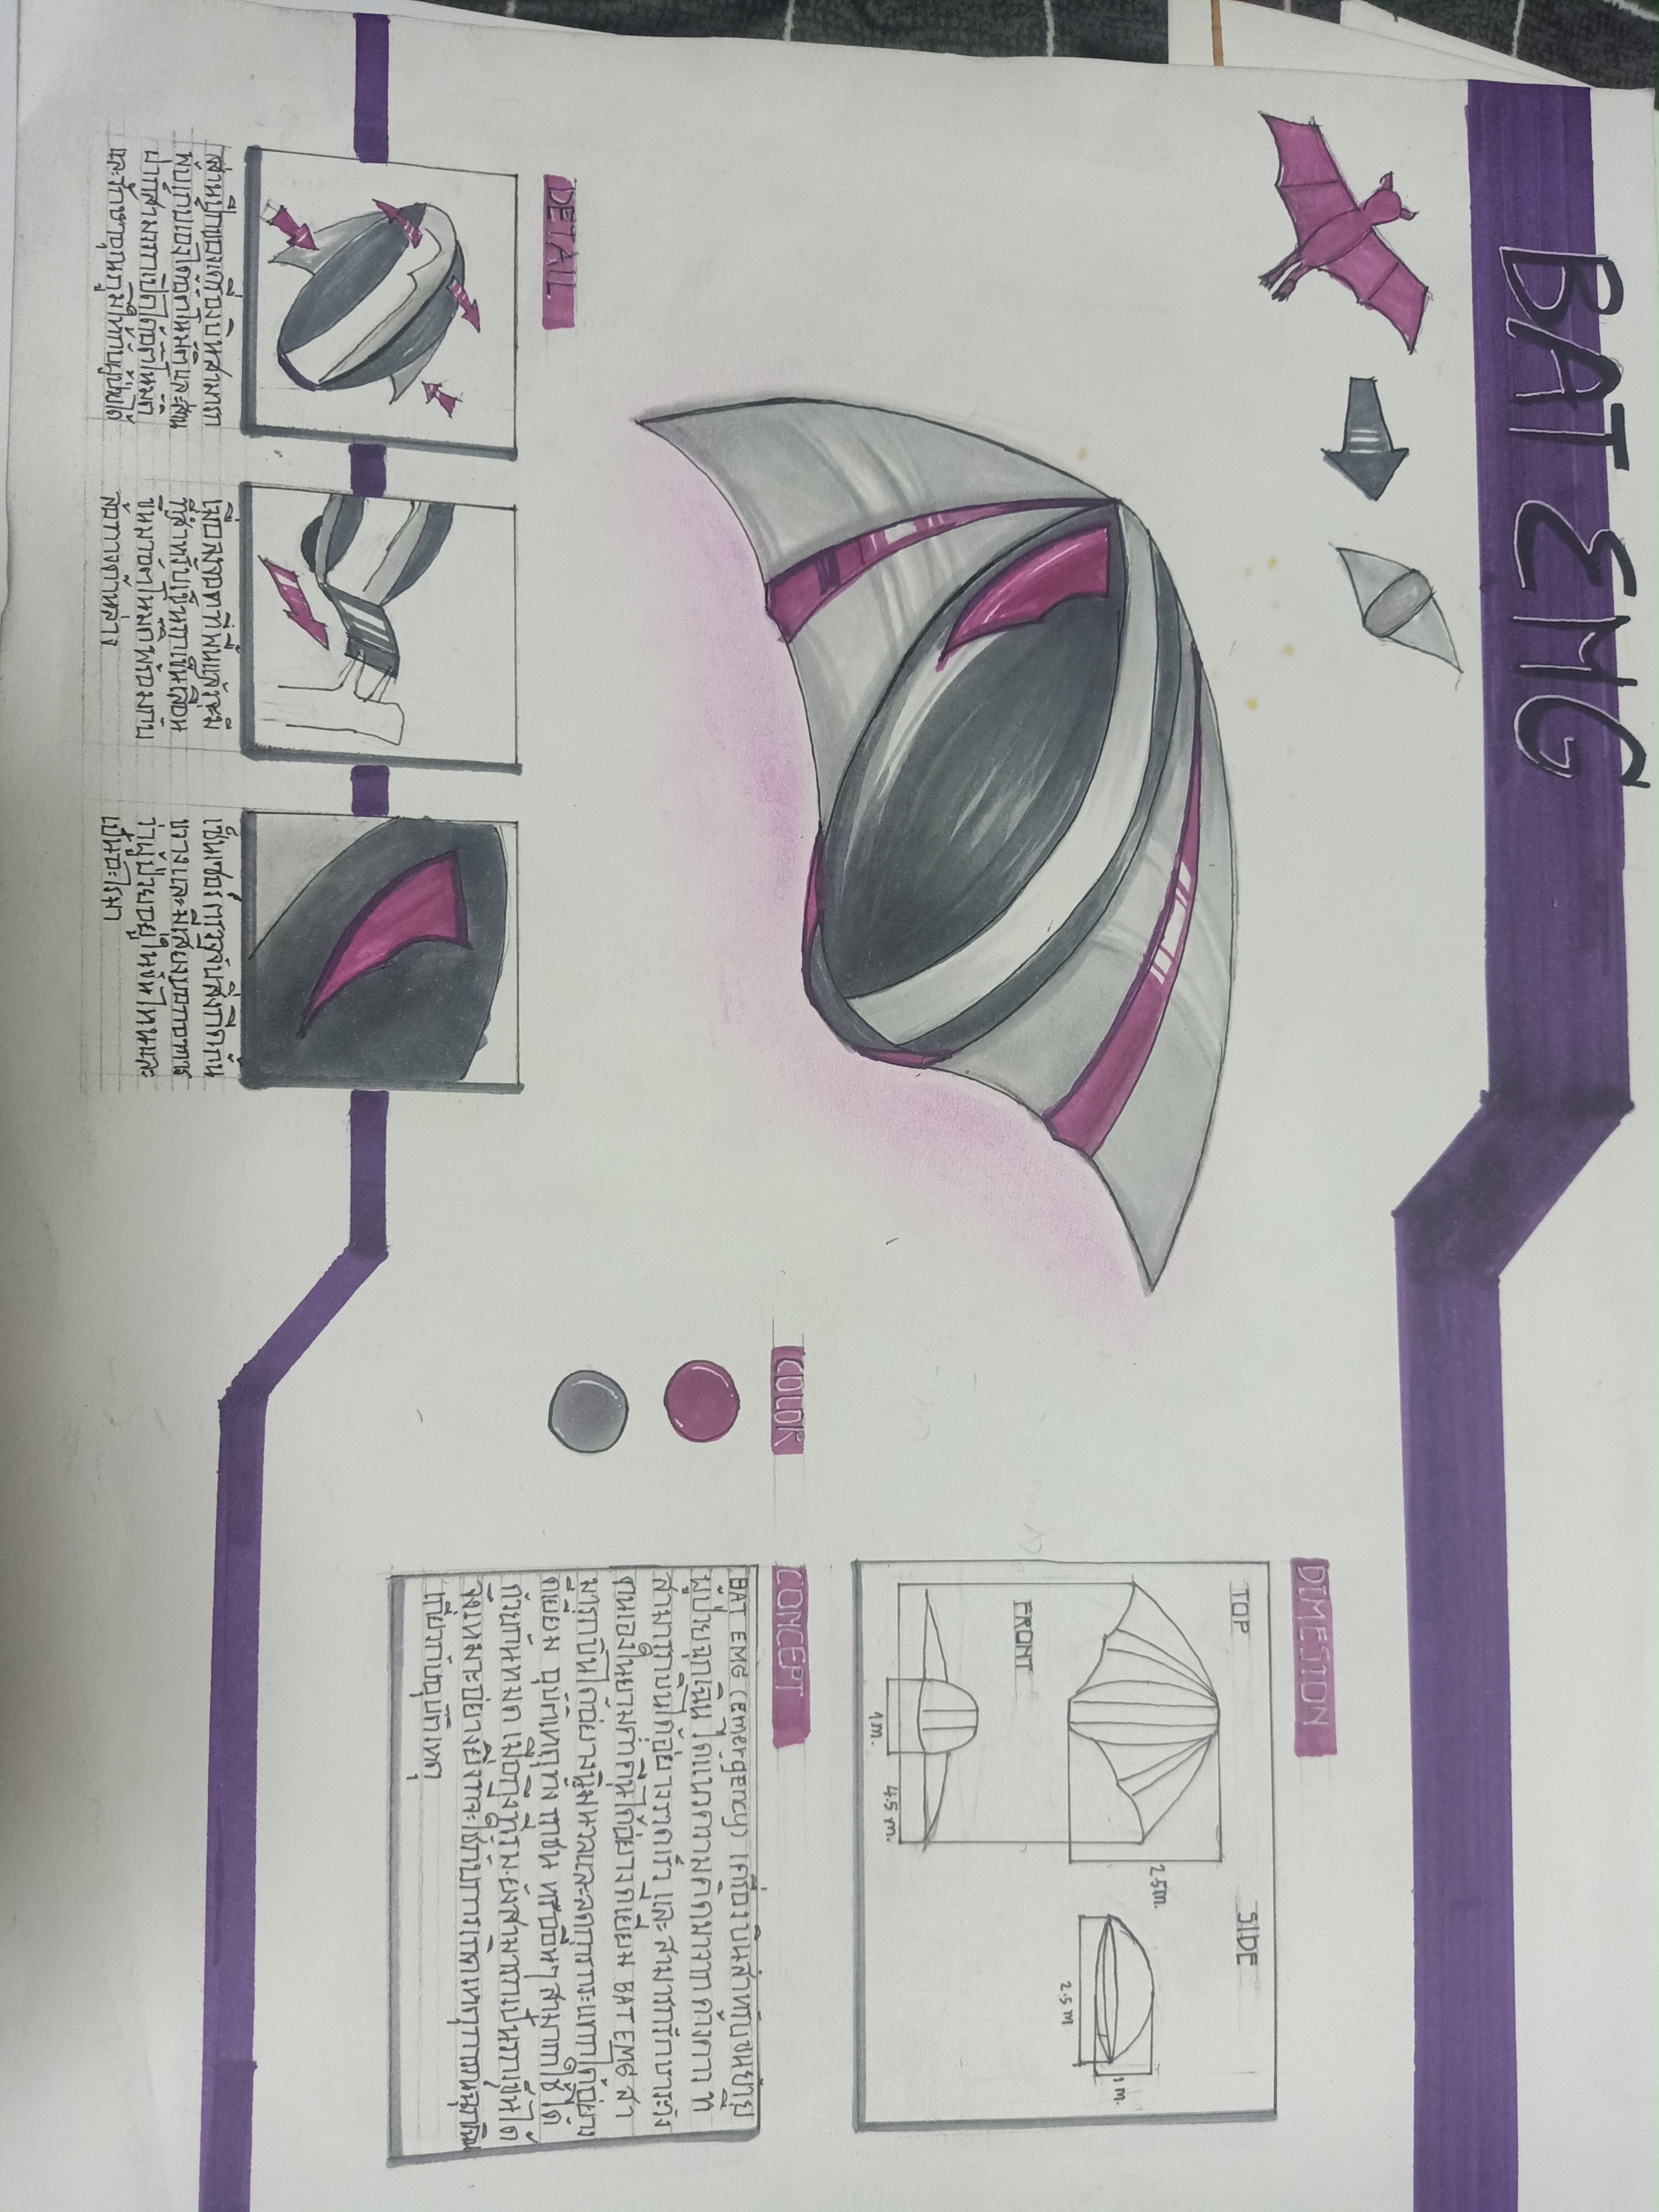 BAT EMG
DIMESION
TOP
SIDE
2.5m.
1 m.
2.5 m
FRONT
1m.
4.5 m.
COLOR
CONCEPT
BAT EMG (emergency) เครื่องบินสำหรับขนย้าย
ผู้ป่วยฉุกเฉิน ได้แนวความคิดมาจาก ค้างคาว ที่
สามารถบินได้อย่างรวดเร็ว และ สามารถรักษาระวัง
ตนเองในยามค่ำคืนได้อย่างดีเยี่ยม BAT EMG สา
มารถบินได้อย่างนิ่มนวลและลดการกระแทกได้อย่าง
ดีเยี่ยม อุบัติเหตุทั้ง รถชน หรืออื่นๆ สามารถใช้ได้
ด้วยกันหมด เมื่อถึงที่รพ.ยังสามารถเป็นรถเข็นได้
จึงเหมาะอย่างยิ่งที่จะใช้กับการเกิดเหตุการณ์ฉุกเฉิน
เกี่ยวกับอุบัติเหตุ
DETAIL
ส่วนปีกของเครื่องบินสามารถ
พับเก็บเองได้อัตโนมัติและส่วน
ฝาก็สามารถเปิดได้อัตโนมัติ
และรักษาอุณภูมิให้กับผู้ป่วยได้
เมื่อลงจอดที่พื้นแล้วจะมี
ที่สำหรับเข็นรถเข็นเลื่อน
ขึ้นมาอัตโนมัติพร้อมกับ
ล้อทางด้านล่าง
เซ็นเซอร์ตรวจจับสิ่งกีดกั้น
ขวางและมีเสียงบอกอาการ
ว่าผู้ป่วยอยู่ในขั้นไหนและ
เป็นอะไรมา